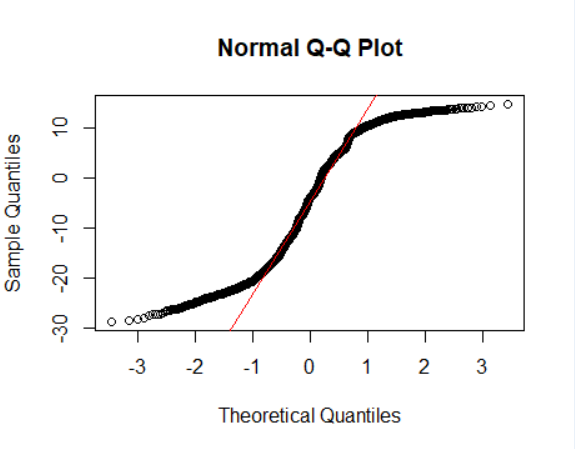 Normal Q-Q Plot
Sample Quantiles
10
0
-10
-20
-30
-3 -2 -1 0 1 2 3
Theoretical Quantiles